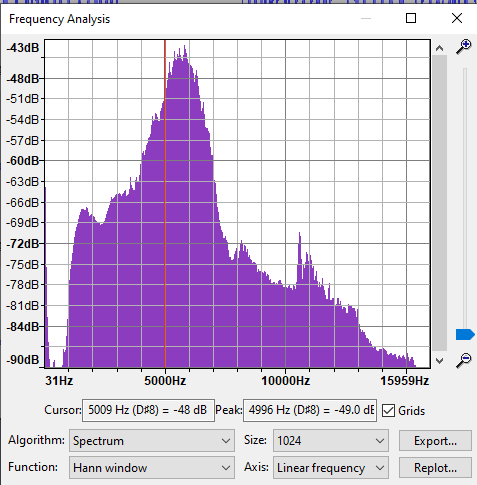 Frequency Analysis
-43dB
-48dB
-51dB
-54dB
-57dB
-60dB
-63dB
-66dB
-69dB
-72dB
-75dB
-78dB
-81dB
-84dB
-90dB
31Hz 5000Hz 10000Hz 15959Hz
Cursor: 5009 Hz (D#8) = -48 dB Peak: 4996 Hz (D#8) = -49.0 dB Grids
Algorithm: Spectrum Size: 1024 Export...
Function: Hann window Axis: Linear frequency Replot...